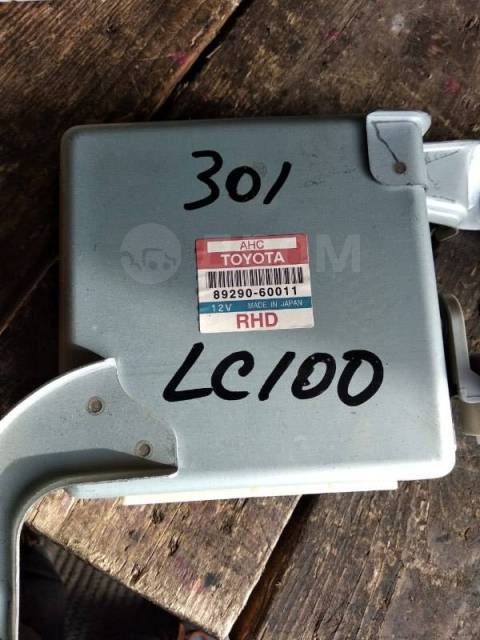 301
AHC
TOYOTA
89290-60011
12V MADE IN JAPAN
RHD
LC100